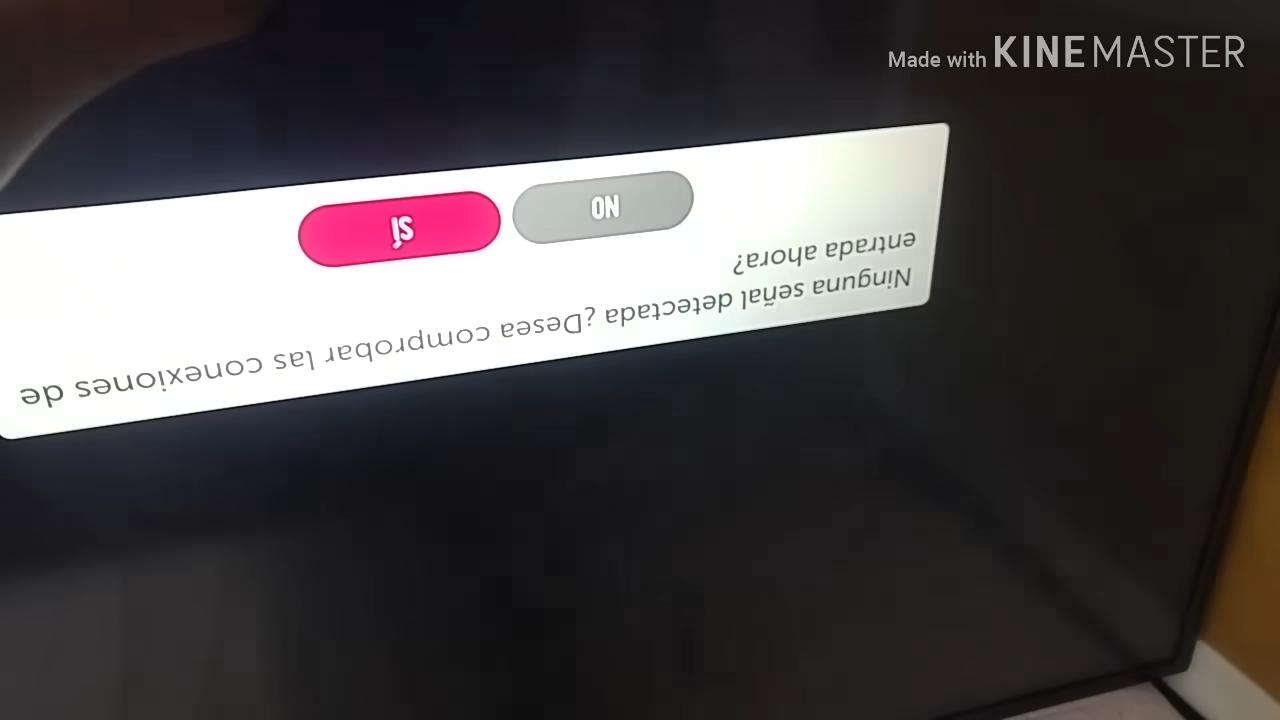 Made with KINEMASTER
Ninguna señal detectada ¿Desea comprobar las conexiones de
entrada ahora?
NO
SÍ